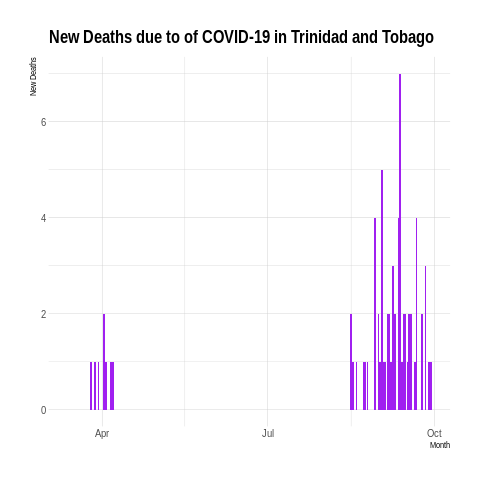 New Deaths due to of COVID-19 in Trinidad and Tobago
New Deaths
6
4
2
0
Apr
Jul
Oct
Month